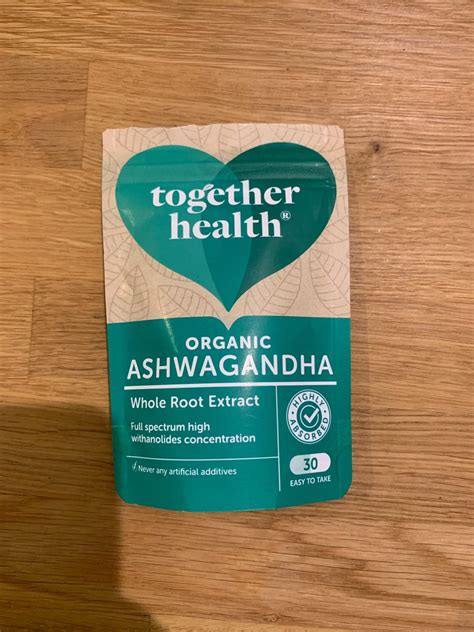 together
health®
ORGANIC
ASHWAGANDHA
Whole Root Extract
Full spectrum high
withanolides concentration
Never any artificial additives
HIGHLY
ABSORBED
30
EASY TO TAKE